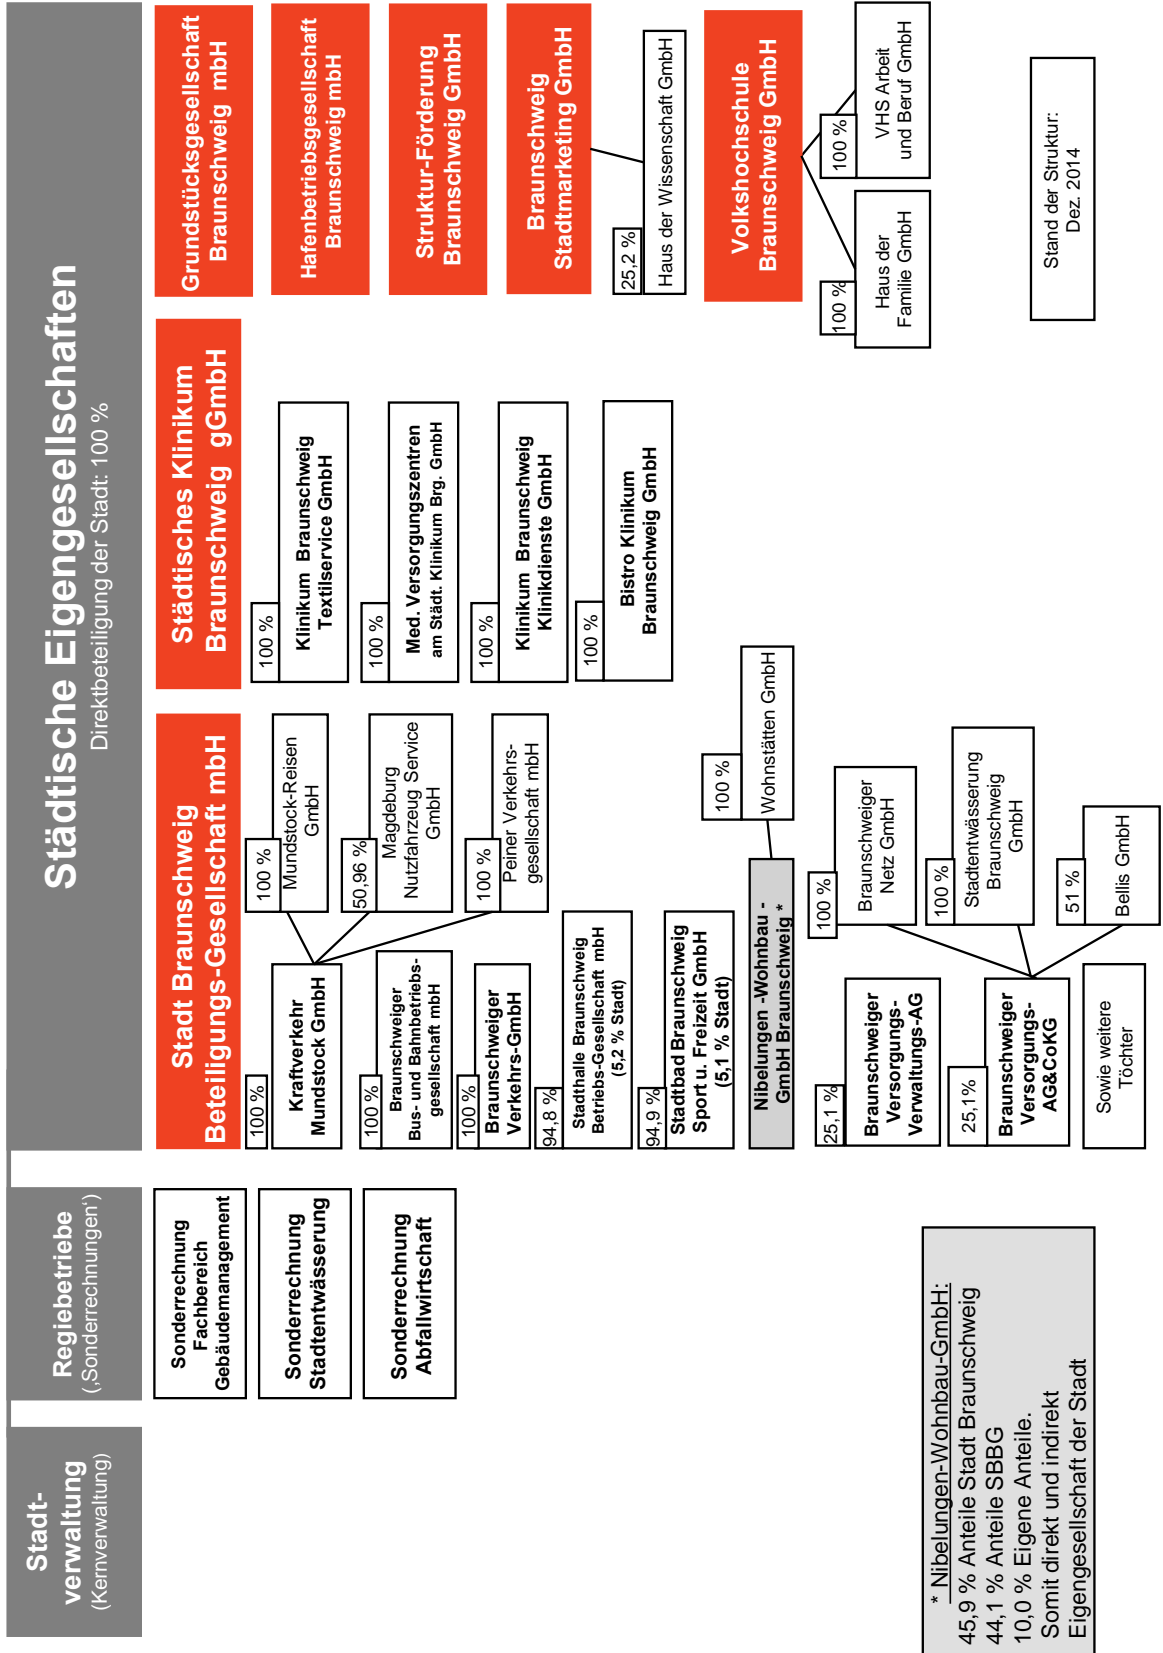 Stadt-
verwaltung
(Kernverwaltung)
Regiebetriebe
(‚Sonderrechnungen‘)
Städtische Eigengesellschaften
Direktbeteiligung der Stadt: 100 %
Sonderrechnung
Fachbereich
Gebäudemanagement
Sonderrechnung
Stadtentwässerung
Sonderrechnung
Abfallwirtschaft
Stadt Braunschweig
Beteiligungs-Gesellschaft mbH
100 %
Kraftverkehr
Mundstock GmbH
100 %
Mundstock-Reisen
GmbH
50,96 %
Magdeburg
Nutzfahrzeug Service
GmbH
100 %
Peiner Verkehrs-
gesellschaft mbH
100 %
Braunschweiger
Bus- und Bahnbetriebs-
gesellschaft mbH
100 %
Braunschweiger
Verkehrs-GmbH
94,8 %
Stadthalle Braunschweig
Betriebs-Gesellschaft mbH
(5,2 % Stadt)
94,9 %
Stadtbad Braunschweig
Sport u. Freizeit GmbH
(5,1 % Stadt)
Nibelungen -Wohnbau -
GmbH Braunschweig *
100 %
Wohnstätten GmbH
25,1 %
Braunschweiger
Versorgungs-
Verwaltungs-AG
25,1%
Braunschweiger
Versorgungs-
AG&CoKG
100 %
Braunschweiger
Netz GmbH
100 %
Stadtentwässerung
Braunschweig
GmbH
51 %
Bellis GmbH
Sowie weitere
Töchter
Städtisches Klinikum
Braunschweig gGmbH
100 %
Klinikum Braunschweig
Textilservice GmbH
100 %
Med. Versorgungszentren
am Städt. Klinikum Brg. GmbH
100 %
Klinikum Braunschweig
Klinikdienste GmbH
100 %
Bistro Klinikum
Braunschweig GmbH
Grundstücksgesellschaft
Braunschweig mbH
Hafenbetriebsgesellschaft
Braunschweig mbH
Struktur-Förderung
Braunschweig GmbH
Braunschweig
Stadtmarketing GmbH
25,2 %
Haus der Wissenschaft GmbH
Volkshochschule
Braunschweig GmbH
100 %
Haus der
Familie GmbH
100 %
VHS Arbeit
und Beruf GmbH
* Nibelungen-Wohnbau-GmbH:
45,9 % Anteile Stadt Braunschweig
44,1 % Anteile SBBG
10,0 % Eigene Anteile.
Somit direkt und indirekt
Eigengesellschaft der Stadt
Stand der Struktur:
Dez. 2014